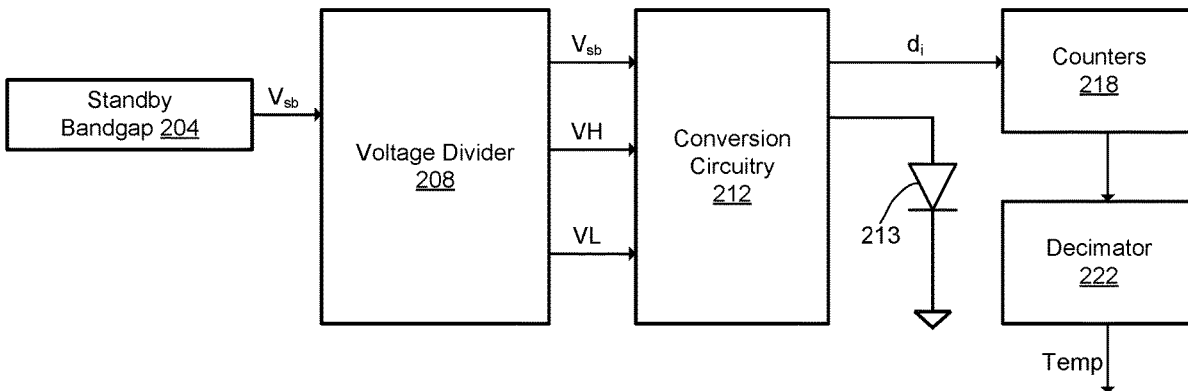 Standby
Bandgap 204
V_sb
Voltage Divider
208
V_sb
VH
VL
Conversion
Circuitry
212
d_i
213
Counters
218
Decimator
222
Temp